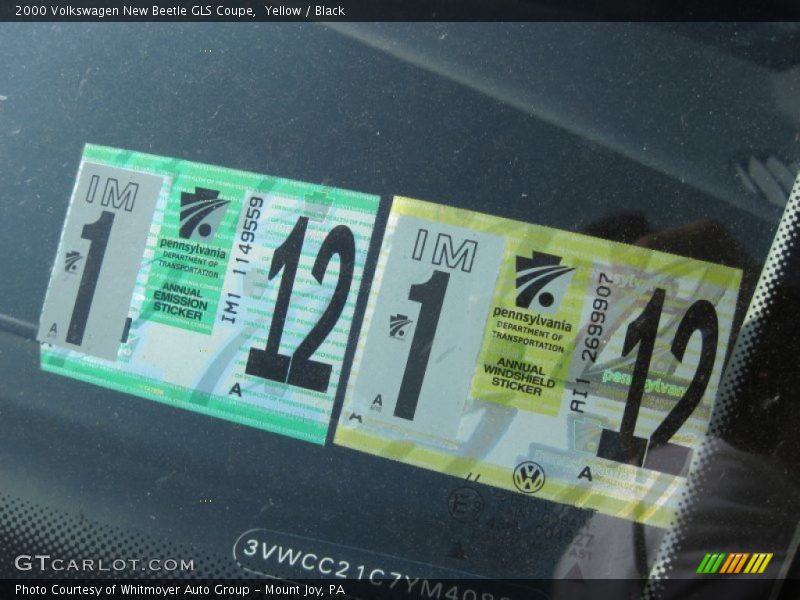 2000 Volkswagen New Beetle GLS Coupe,  Yellow / Black
IM
1
A
pennsylvania
DEPARTMENT OF
TRANSPORTATION
ANNUAL
EMISSION
STICKER
IM1 1149559
12
A
IM
1
A
pennsylvania
DEPARTMENT OF
TRANSPORTATION
ANNUAL
WINDSHIELD
STICKER
AI1 2699907
12
A
3VWCC21C7YM408
GTCARLOT.COM
Photo Courtesy of Whitmoyer Auto Group - Mount Joy, PA